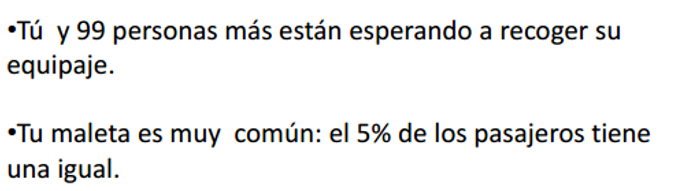 •Tú y 99 personas más están esperando a recoger su
equipaje.
•Tu maleta es muy común: el 5% de los pasajeros tiene
una igual.